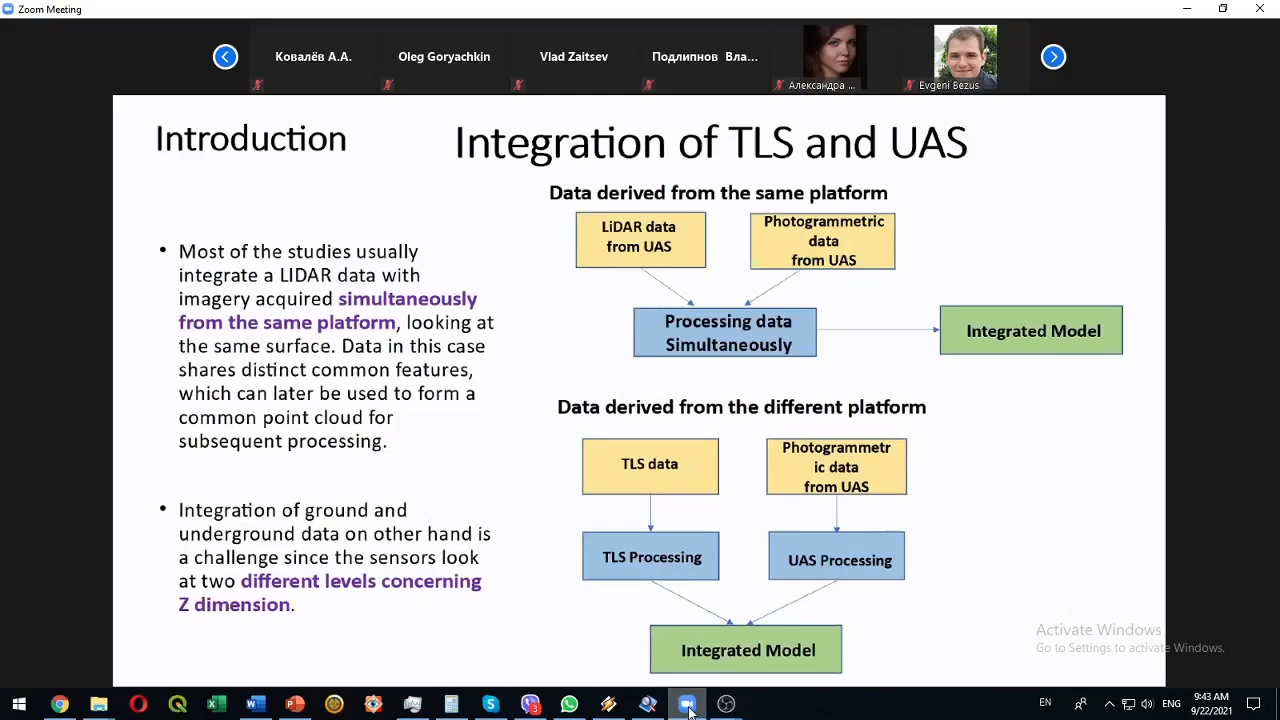 Zoom Meeting
Ковалёв А.А.
Oleg Goryachkin
Vlad Zaitsev
Подлипнов Вла...
Александра ...
Evgeni Bezus
Introduction
Integration of TLS and UAS
Most of the studies usually
integrate a LIDAR data with
imagery acquired simultaneously
from the same platform, looking at
the same surface. Data in this case
shares distinct common features,
which can later be used to form a
common point cloud for
subsequent processing.
Integration of ground and
underground data on other hand is
a challenge since the sensors look
at two different levels concerning
Z dimension.
Data derived from the same platform
LiDAR data
from UAS
Photogrammetric
data
from UAS
Processing data
Simultaneously
Integrated Model
Data derived from the different platform
TLS data
Photogrammetr
ic data
from UAS
TLS Processing
UAS Processing
Integrated Model
Activate Windows
Go to Settings to activate Windows.
3
EN
ENG
9:43 AM
9/22/2021